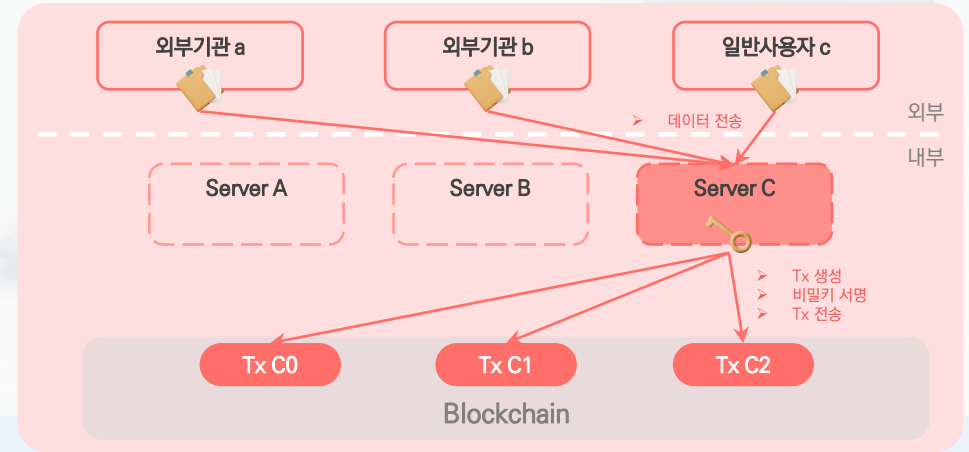 외부기관 a
외부기관 b
일반사용자 c
➢ 데이터 전송
외부
내부
Server A
Server B
Server C
➢ Tx 생성
➢ 비밀키 서명
➢ Tx 전송
Tx C0
Tx C1
Tx C2
Blockchain